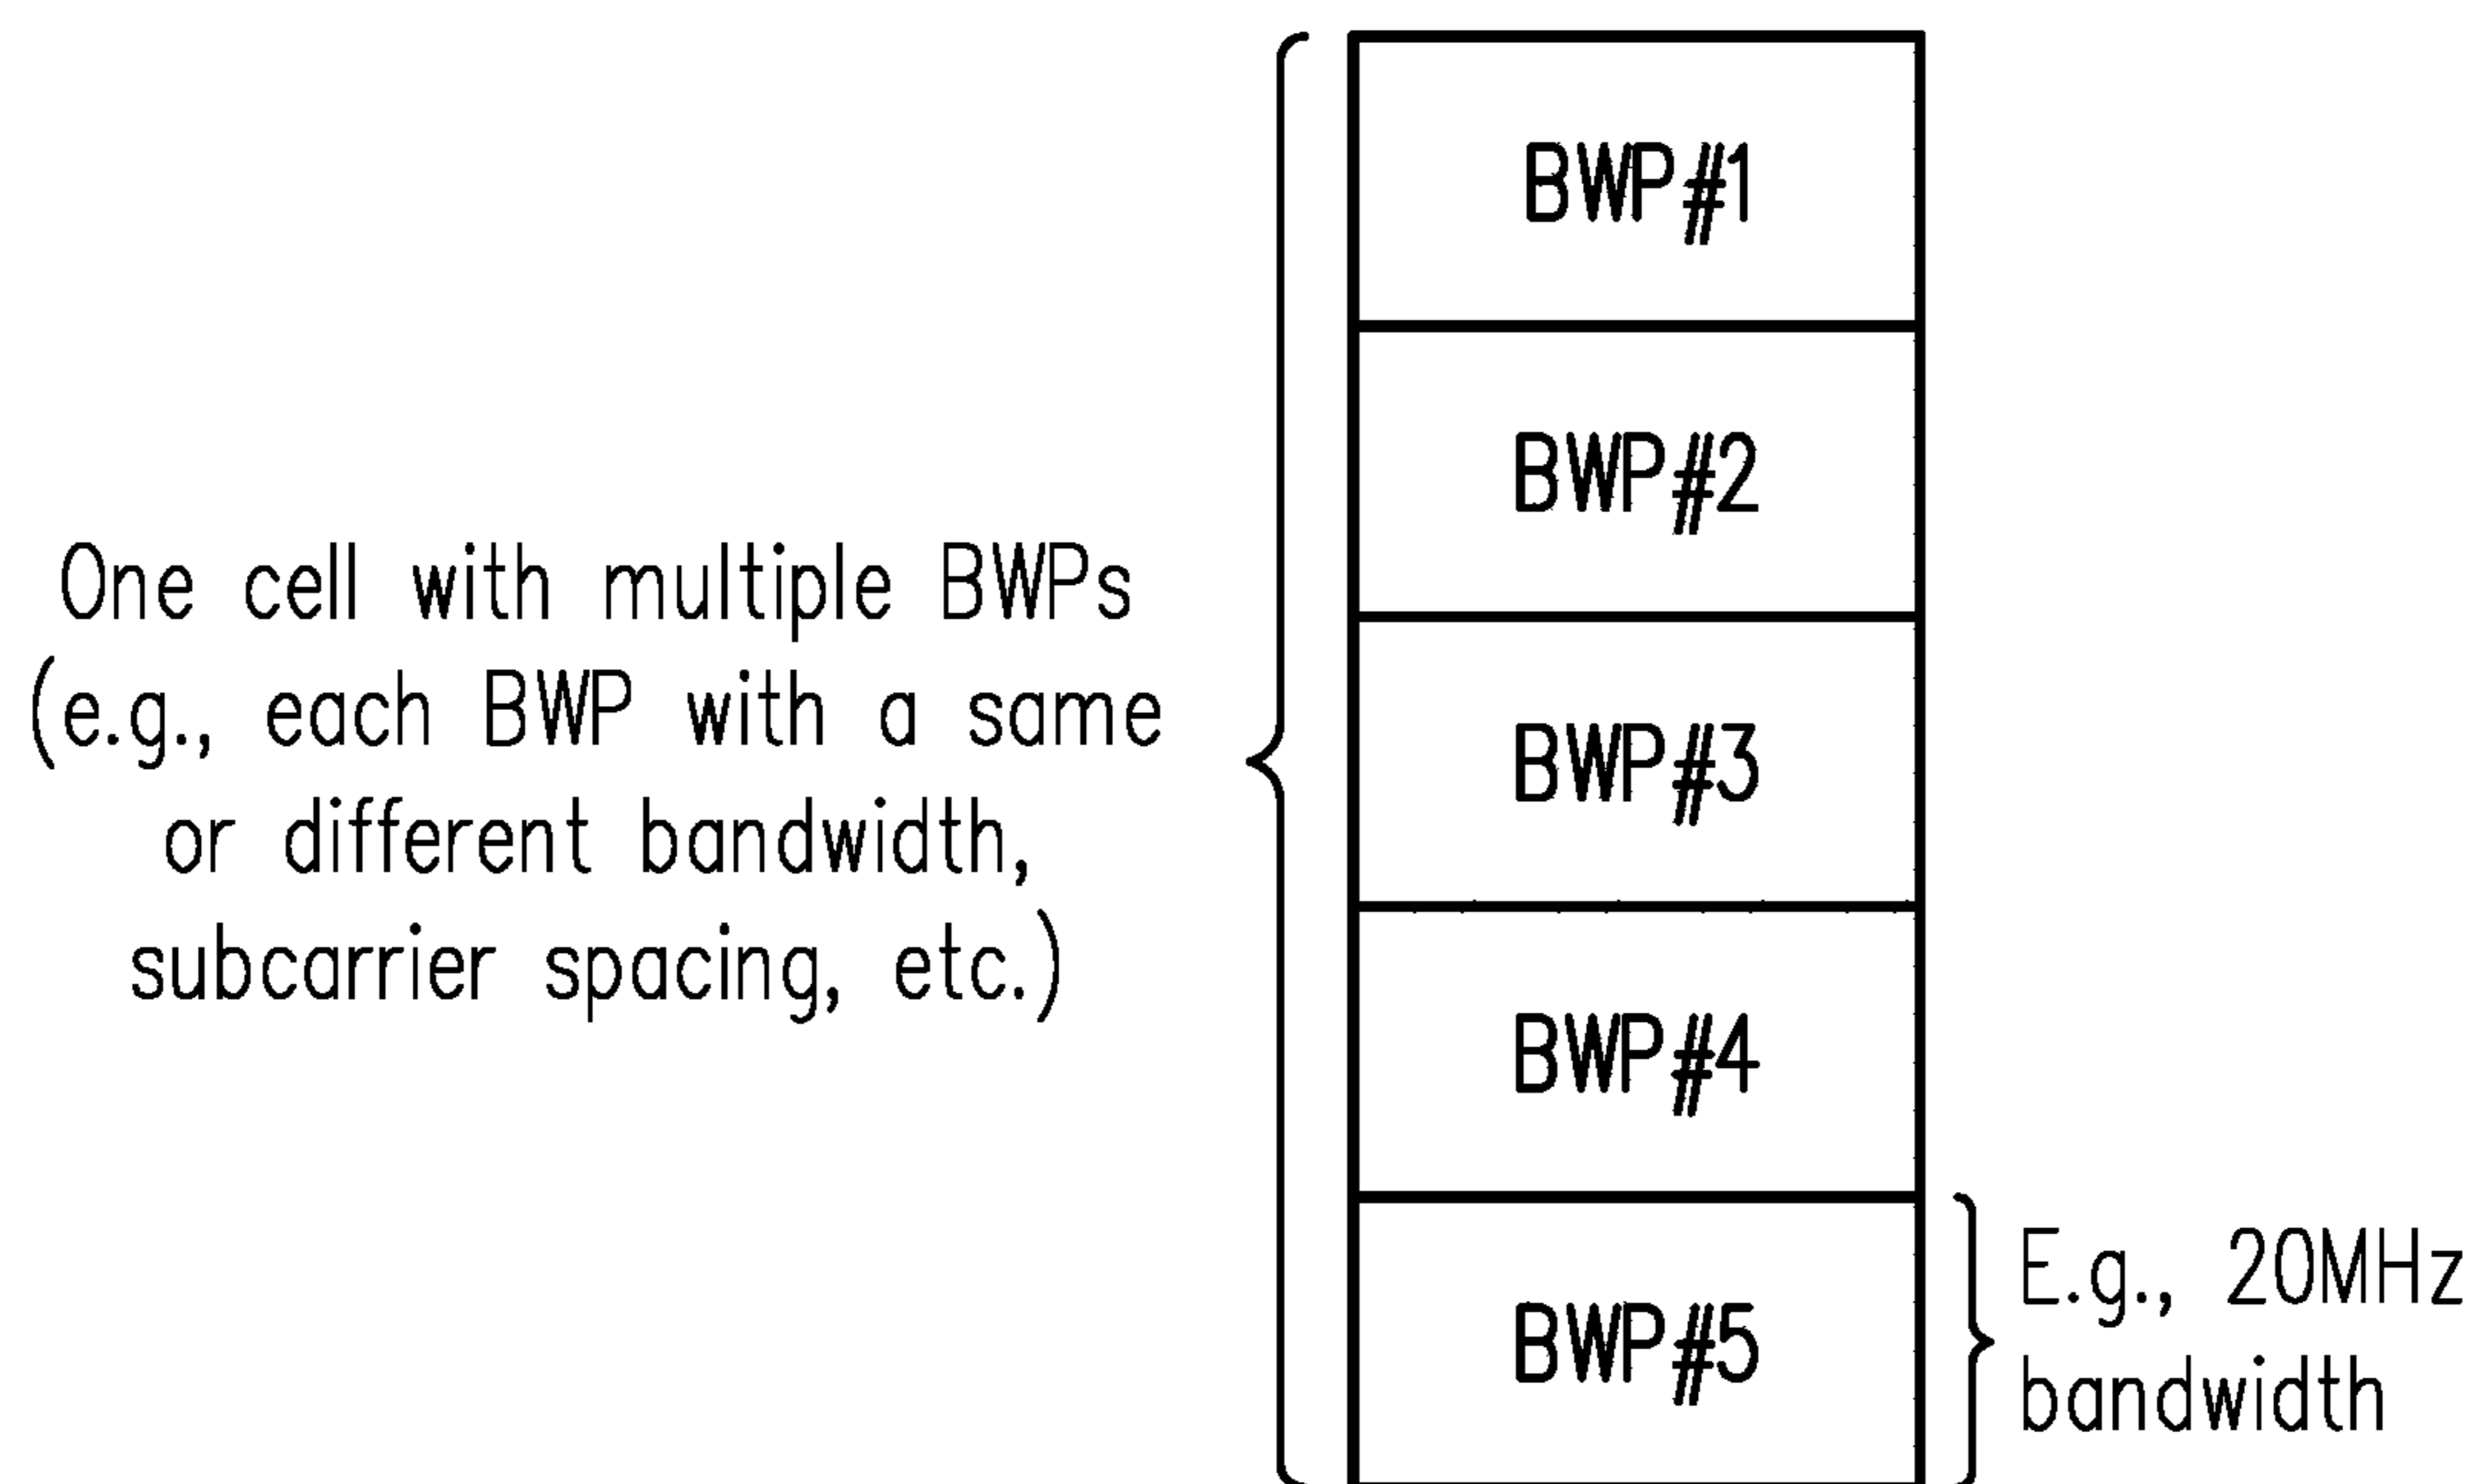 One cell with multiple BWPs
(e.g., each BWP with a same
or different bandwidth,
subcarrier spacing, etc.)
BWP#1
BWP#2
BWP#3
BWP#4
BWP#5
E.g., 20MHz
bandwidth